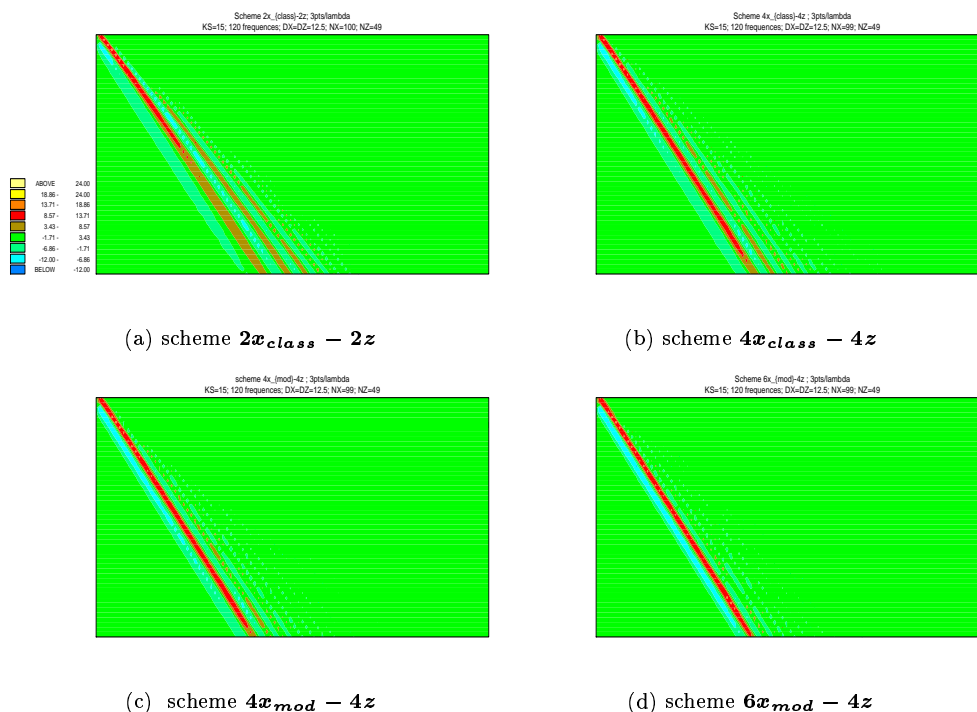 Scheme 2x_{class}-2z; 3pts/lambda
KS=15; 120 frequences; DX=DZ=12.5, NX=100; NZ=49
Scheme 4x_{class}-4z ; 3pts/lambda
KS=15; 120 frequences; DX=DZ=12.5, NX=99; NZ=49
ABOVE 24.00
18.86 - 24.00
13.71 - 18.86
8.57 - 13.71
3.43 - 8.57
-1.71 - 3.43
-6.86 - -1.71
-12.00 - -6.86
BELOW -12.00
(a) scheme 2x_class − 2z
(b) scheme 4x_class − 4z
scheme 4x_{mod}-4z ; 3pts/lambda
KS=15; 120 frequences; DX=DZ=12.5, NX=99; NZ=49
Scheme 6x_{mod}-4z ; 3pts/lambda
KS=15; 120 frequences; DX=DZ=12.5, NX=99; NZ=49
(c) scheme 4x_mod − 4z
(d) scheme 6x_mod − 4z